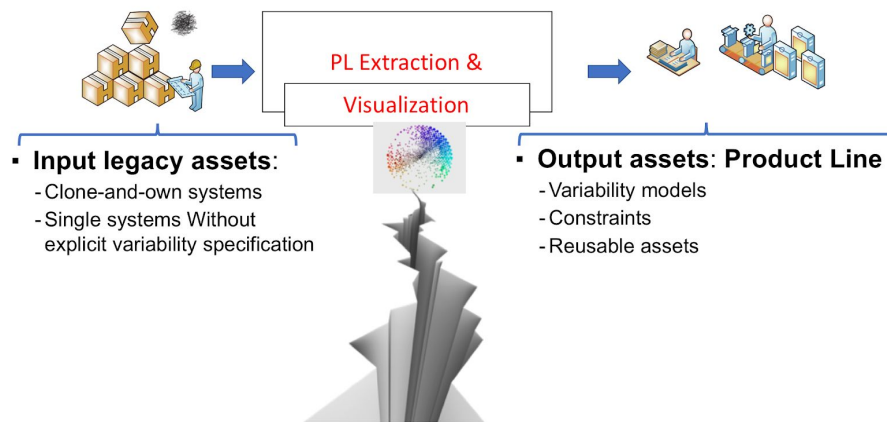 PL Extraction &
Visualization
▪ Input legacy assets:
- Clone-and-own systems
- Single systems Without
explicit variability specification
▪ Output assets: Product Line
- Variability models
- Constraints
- Reusable assets